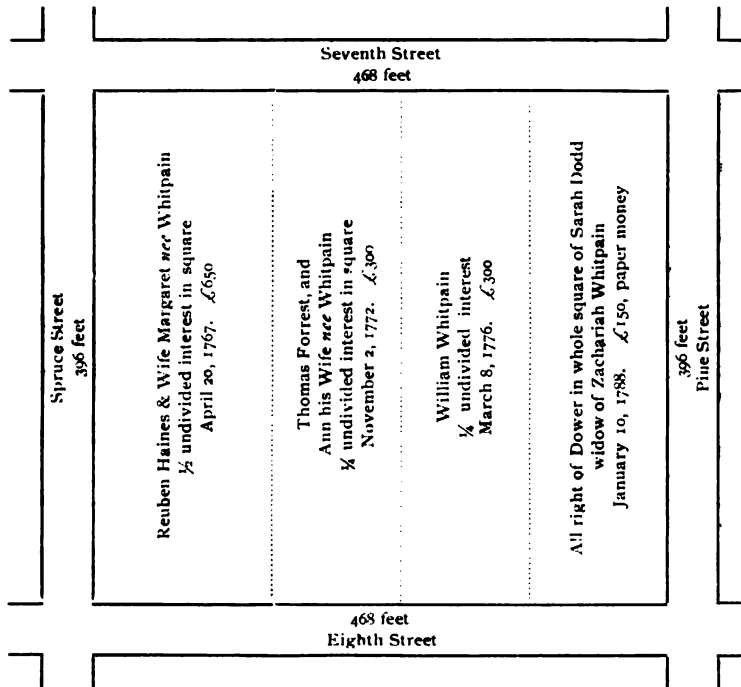 Seventh Street
468 feet
Spruce Street
396 feet
Reuben Haines & Wife Margaret nee Whitpain
½ undivided interest in square
April 20, 1767. £650
Thomas Forrest, and
Ann his Wife nee Whitpain
¼ undivided interest in square
November 2, 1772. £300
William Whitpain
¼ undivided interest
March 8, 1776. £300
All right of Dower in whole square of Sarah Dodd
widow of Zachariah Whitpain
January 10, 1788. £150, paper money
396 feet
Pine Street
468 feet
Eighth Street